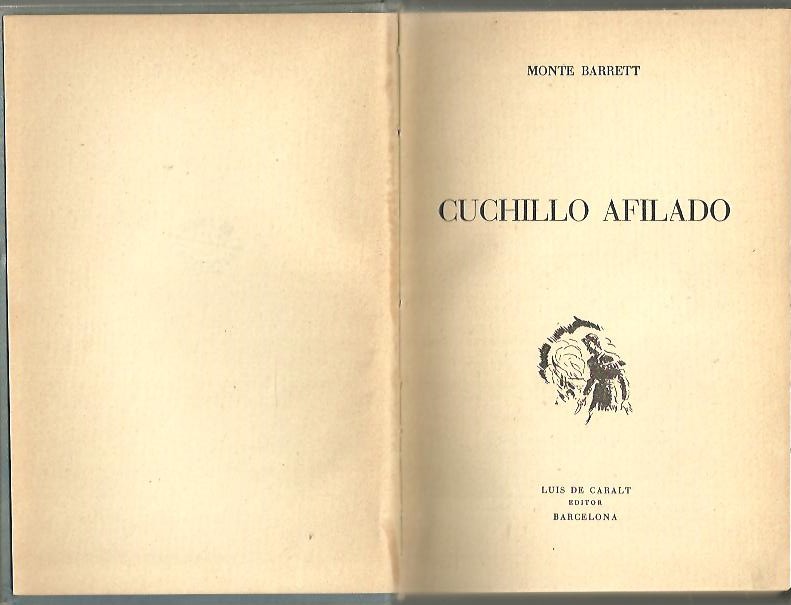 MONTE BARRETT
CUCHILLO AFILADO
LUIS DE CARALT
EDITOR
BARCELONA